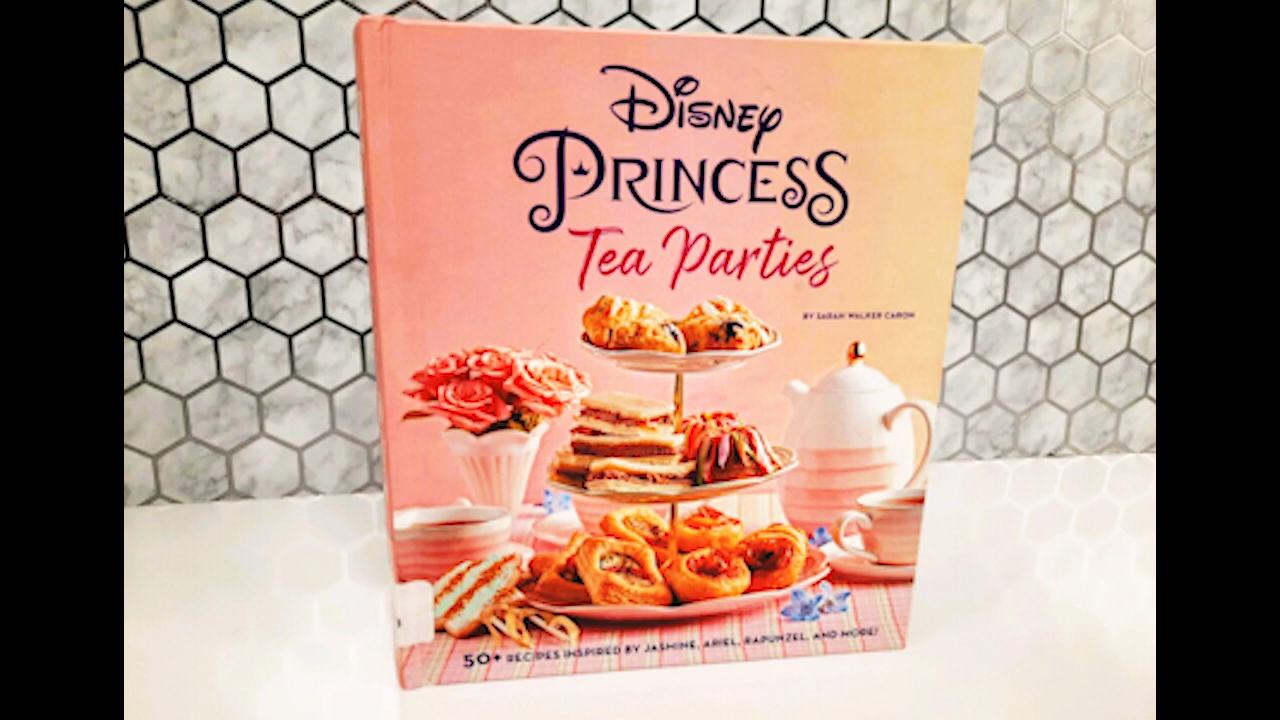 Disney
PRINCESS
Tea Parties
BY SARAH WALKER CARON
50+ RECIPES INSPIRED BY JASMINE, ARIEL, RAPUNZEL, AND MORE!